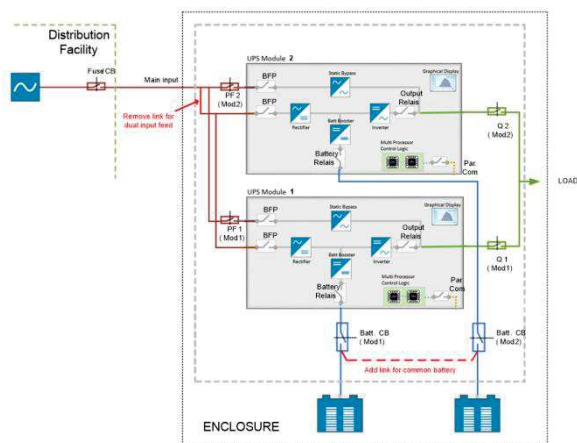 Distribution
Facility
Fuse/CB
Main input
Remove link for
dual input feed
PF 2
(Mod2)
UPS Module 2
BFP
BFP
Static Bypass
Graphical Display
Rectifier
Batt Booster
Inverter
Output
Relais
Battery
Relais
Multi Processor
Control Logic
Par.
Com
Q 2
(Mod2)
LOAD
UPS Module 1
PF 1
(Mod1)
BFP
BFP
Static Bypass
Graphical Display
Rectifier
Batt Booster
Inverter
Output
Relais
Battery
Relais
Multi Processor
Control Logic
Par
Com
Q 1
(Mod1)
Batt. CB
(Mod1)
Batt. CB
(Mod2)
Add link for common battery
ENCLOSURE